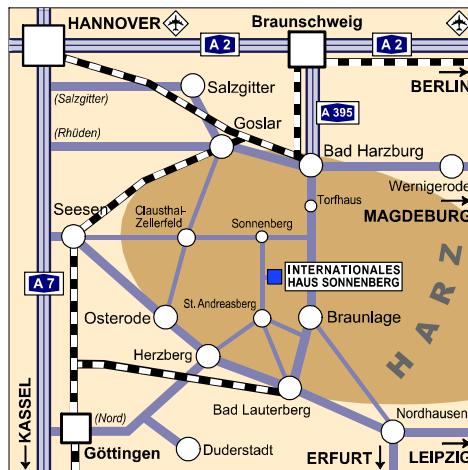 HANNOVER
Braunschweig
A 2
A 2
BERLIN
Salzgitter
(Salzgitter)
A 395
Goslar
(Rhüden)
Bad Harzburg
Wernigerode
Torfhaus
Seesen
Clausthal-
Zellerfeld
Sonnenberg
MAGDEBURG
A 7
INTERNATIONALES
HAUS SONNENBERG
HARZ
St. Andreasberg
Osterode
Braunlage
Herzberg
Bad Lauterberg
Nordhausen
KASSEL
(Nord)
Göttingen
Duderstadt
ERFURT
LEIPZIG